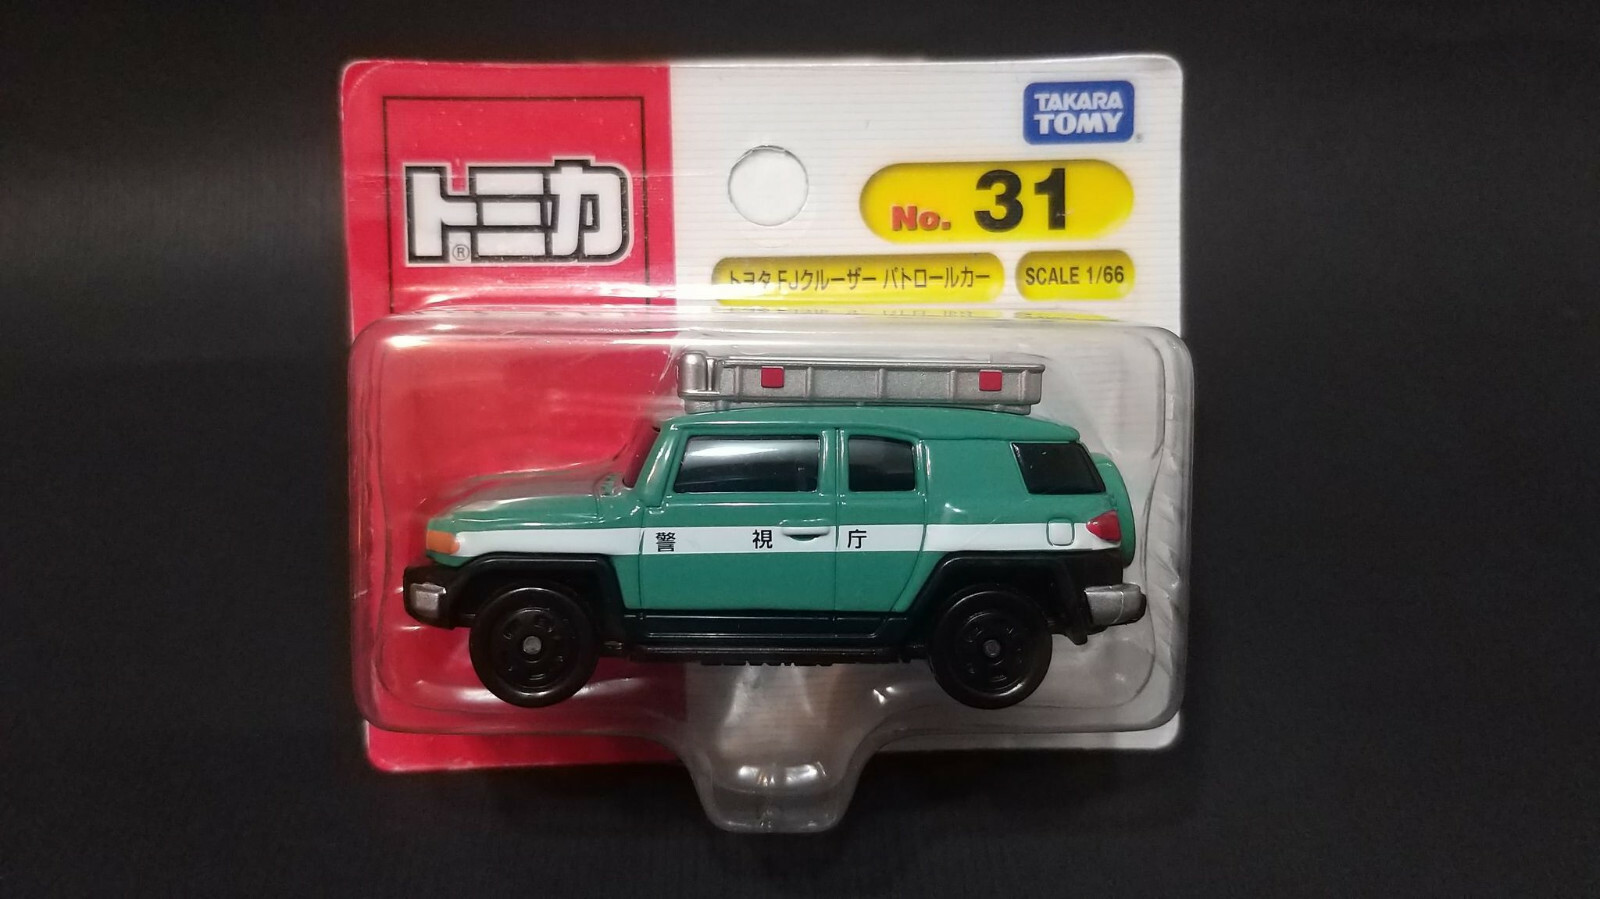 TAKARA
TOMY
トミカ®
No. 31
トヨタ FJクルーザー パトロールカー
SCALE 1/66
警視庁